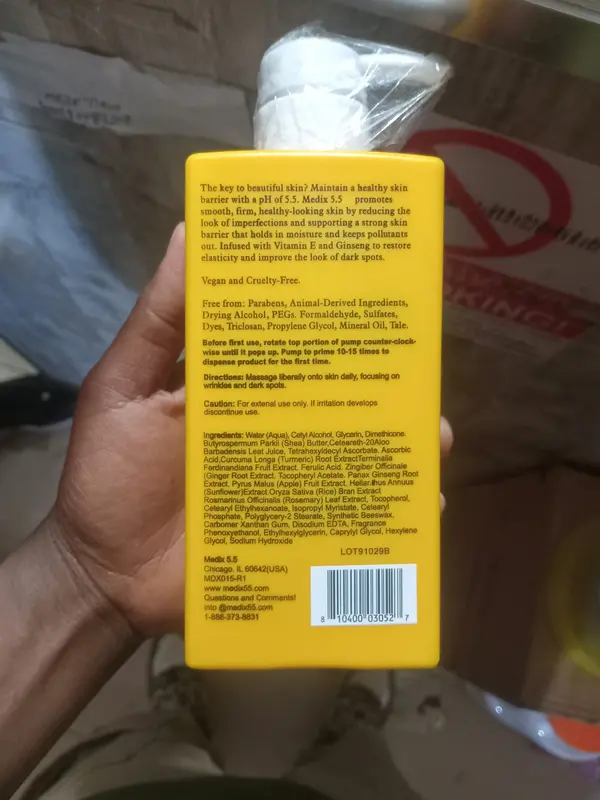 The key to beautiful skin? Maintain a healthy skin
barrier with a pH of 5.5. Medix 5.5 promotes
smooth, firm, healthy-looking skin by reducing the
look of imperfections and supporting a strong skin
barrier that holds in moisture and keeps pollutants
out. Infused with Vitamin E and Ginseng to restore
elasticity and improve the look of dark spots.
Vegan and Cruelty-Free.
Free from: Parabens, Animal-Derived Ingredients,
Drying Alcohol, PEGs. Formaldehyde, Sulfates,
Dyes, Triclosan, Propylene Glycol, Mineral Oil, Talc.
Before first use, rotate top portion of pump counter-clock-
wise until it pops up. Pump to prime 10-15 times to
dispense product for the first time.
Directions: Massage liberally onto skin daily, focusing on
wrinkles and dark spots.
Caution: For extenal use only. If irritation develops
discontinue use.
Ingredients: Water (Aqua), Cetyl Alcohol, Glycerin, Dimethicone.
Butyrospermum Parkii (Shea) Butter,Ceteareth-20Aloo
Barbadensis Leaf Juice, Tetrahexyldecyl Ascorbate. Ascorbic
Acid,Curcuma Longa (Turmeric) Root ExtractTerminalia
Ferdinandiana Fruit Extract. Ferulic Acid. Zingiber Officinale
(Ginger Root Extract. Tocopheryl Acetate. Panax Ginseng Root
Extract. Pyrus Malus (Apple) Fruit Extract, Annuus
(Sunflower)Extract.Oryza Sativa (Rice) Bran Extract
Rosmarinus Officinalis (Rosemary) Leaf Extract, Tocopherol,
Cetearyl Ethylhexanoate, Isopropyl Myristate, Celearyl
Phosphate, Polyglycery-2 Stearate, Synthetic Beeswax,
Carbomer Xanthan Gum, Disodium EDTA, Fragrance
Phenoxyethanol, Ethylhexylglycerin, Caprylyl Glycol, Hexylene
Glycol, Sodium Hydroxide
LOT91029B
Medix 5.5
Chicago. IL 60642(USA)
MDX015-R1
www medix55.com
Questions and Comments!
info @medix55.com
1-888-373-8831
8 10400 03052 7
OKING!